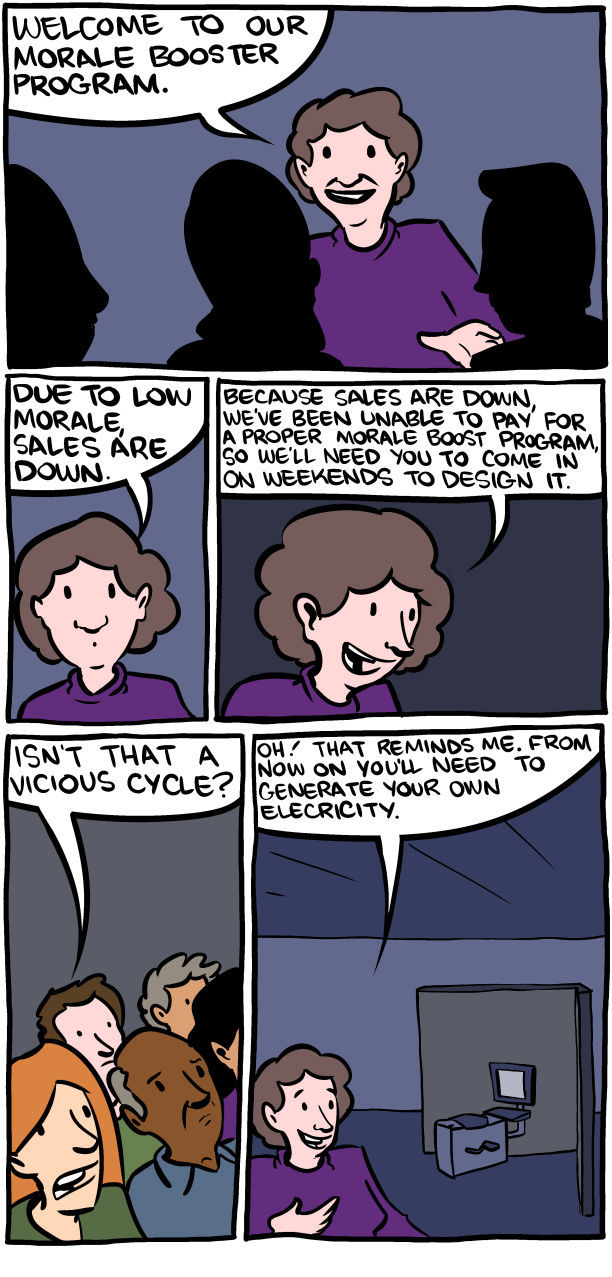 WELCOME TO OUR
MORALE BOOSTER
PROGRAM.
DUE TO LOW
MORALE,
SALES ARE
DOWN.
BECAUSE SALES ARE DOWN,
WE'VE BEEN UNABLE TO PAY FOR
A PROPER MORALE BOOST PROGRAM,
SO WE'LL NEED YOU TO COME IN
ON WEEKENDS TO DESIGN IT.
ISN'T THAT A
VICIOUS CYCLE?
OH! THAT REMINDS ME. FROM
NOW ON YOU'LL NEED TO
GENERATE YOUR OWN
ELECRICITY.